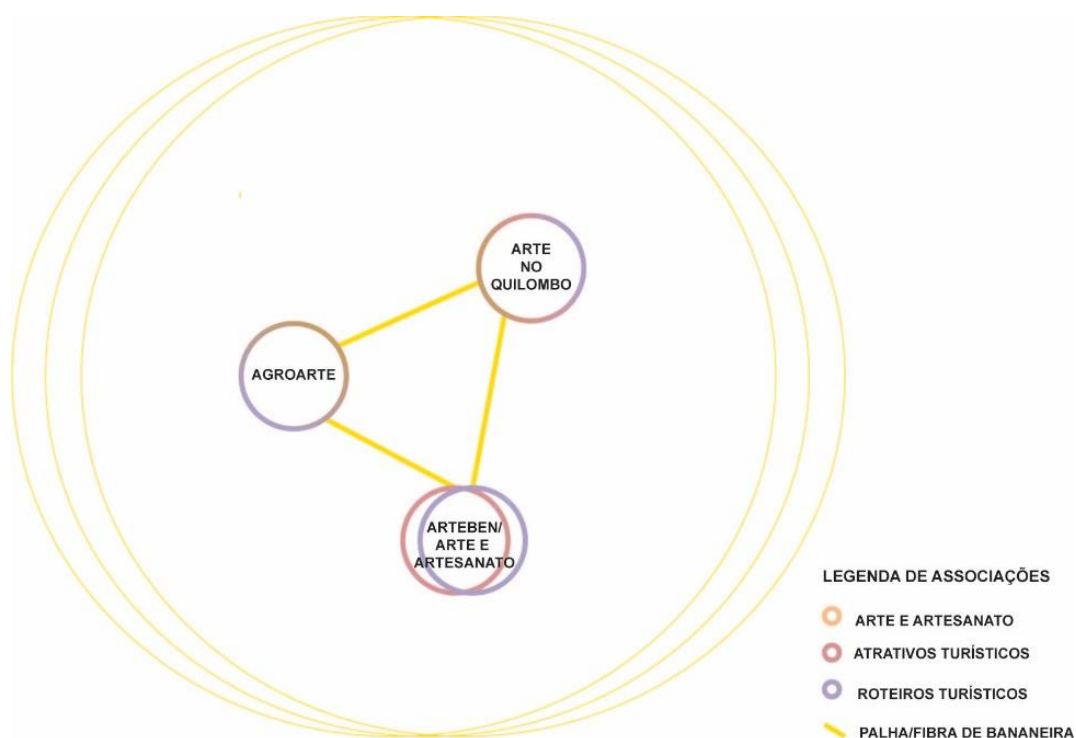 ARTE
NO
QUILOMBO
AGROARTE
ARTEBEN/
ARTE E
ARTESANATO
LEGENDA DE ASSOCIAÇÕES
ARTE E ARTESANATO
ATRATIVOS TURÍSTICOS
ROTEIROS TURÍSTICOS
PALHA/FIBRA DE BANANEIRA